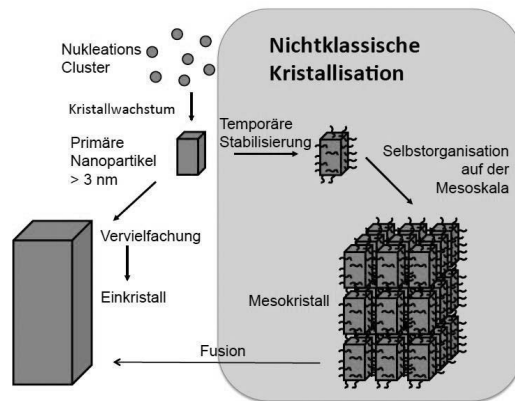 Nukleations
Cluster
Nichtklassische
Kristallisation
Kristallwachstum
Temporäre
Stabilisierung
Primäre
Nanopartikel
> 3 nm
Selbstorganisation
auf der
Mesoskala
Vervielfachung
Einkristall
Mesokristall
Fusion